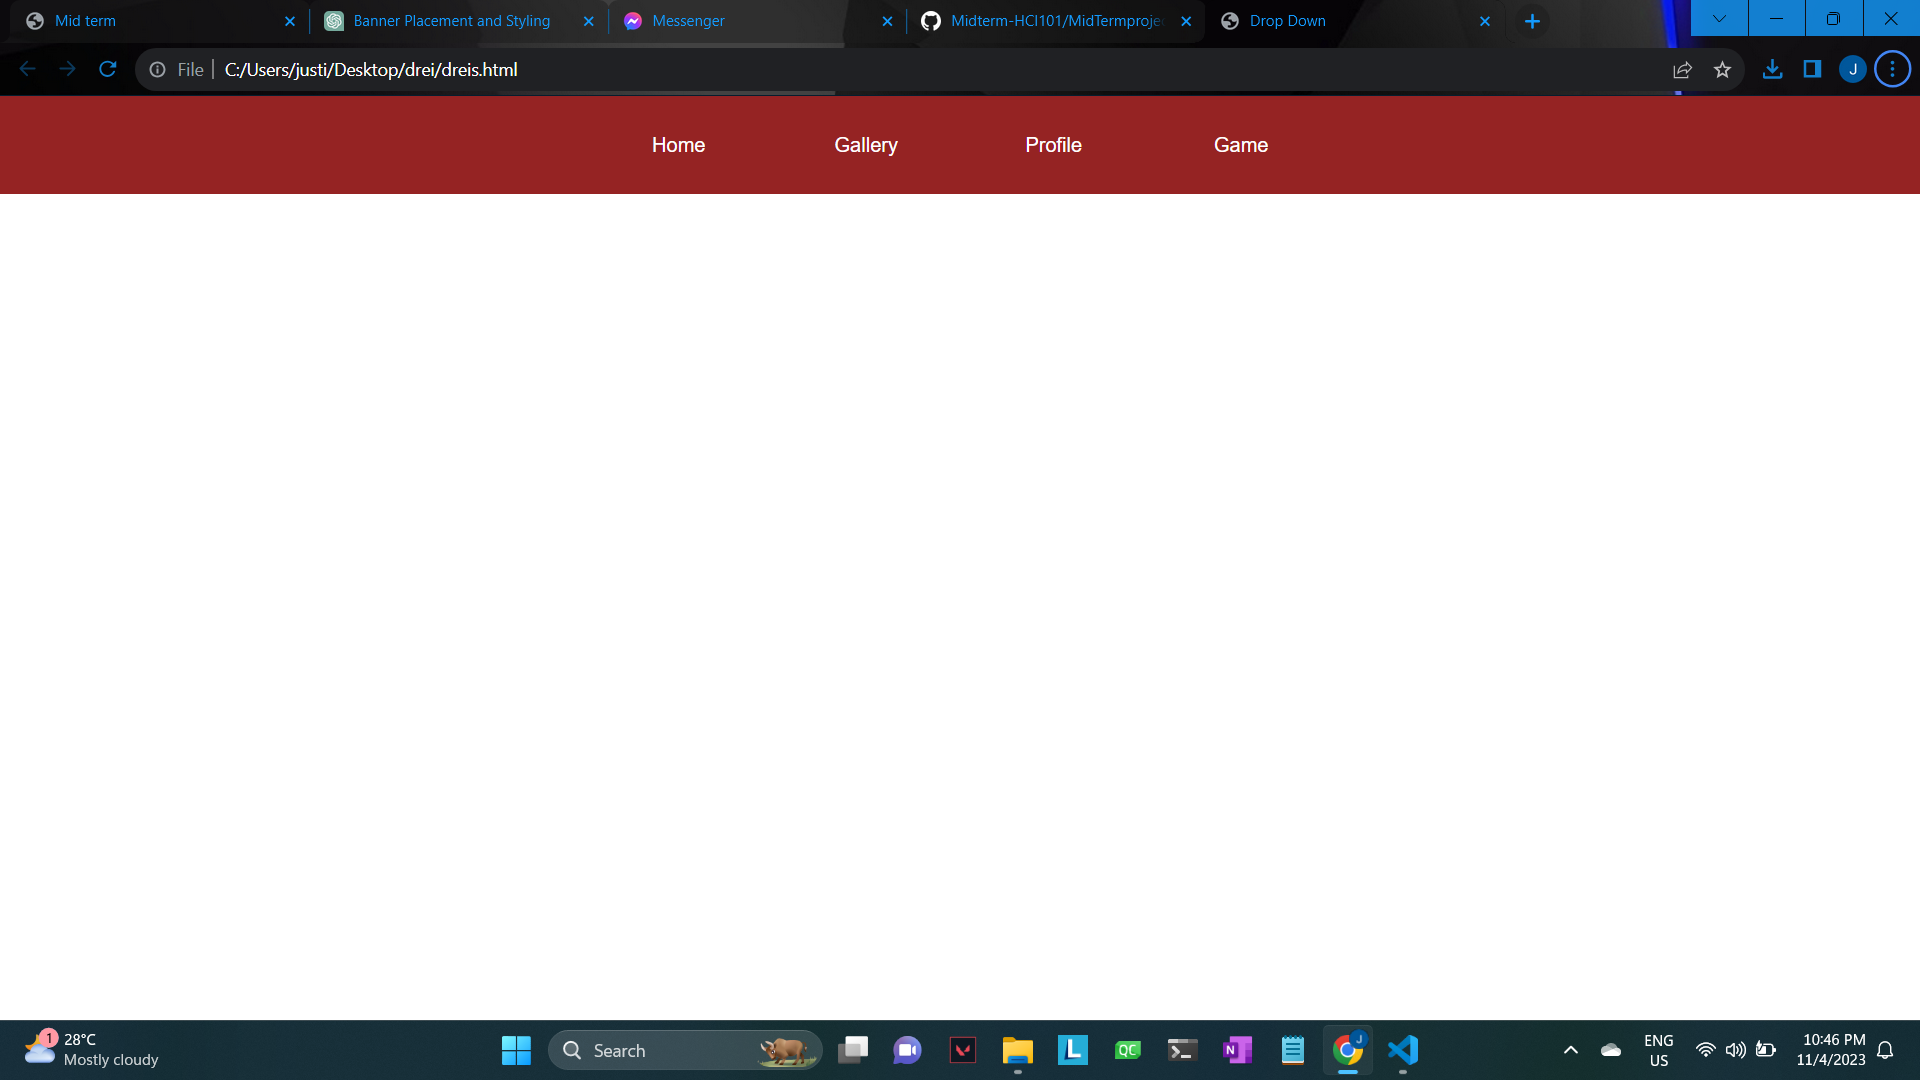 Mid term
Banner Placement and Styling
Messenger
Midterm-HCI101/MidTermproje
Drop Down
File
C:/Users/justi/Desktop/drei/dreis.html
J
Home
Gallery
Profile
Game
1
28°C
Mostly cloudy
Search
L
QC
N
J
ENG
US
10:46 PM
11/4/2023